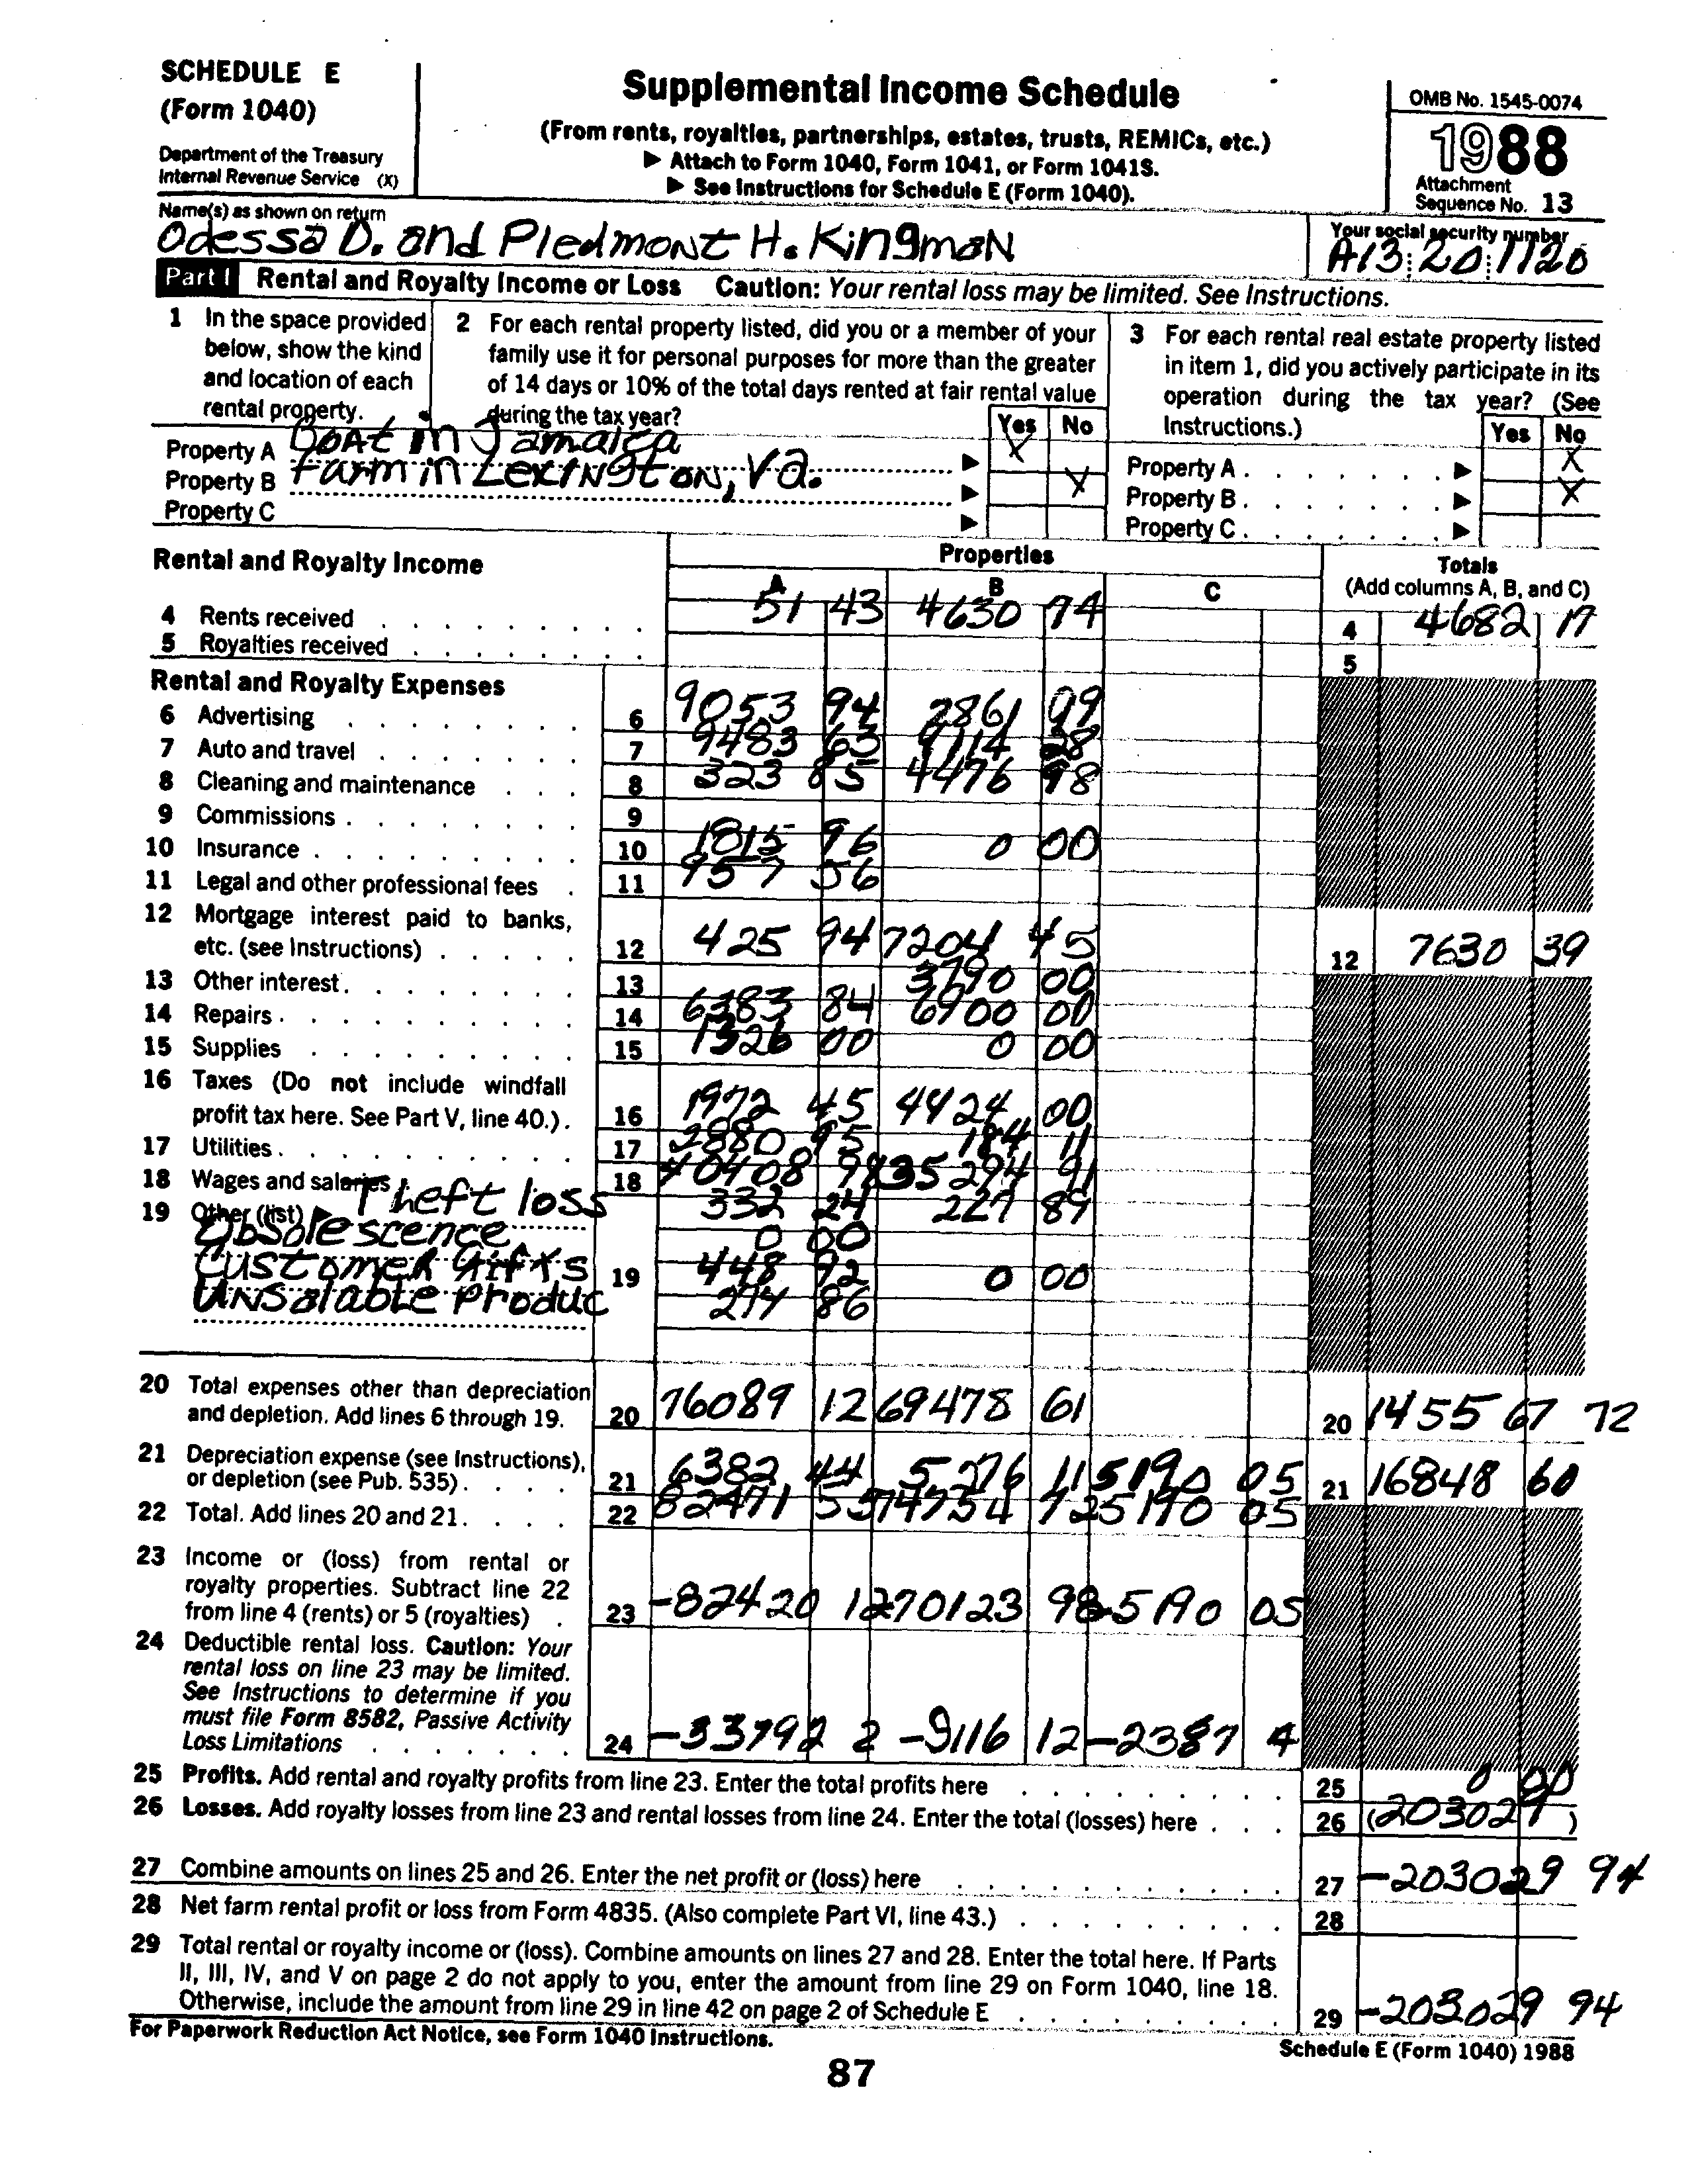 SCHEDULE E
(Form 1040)
Department of the Treasury
Internal Revenue Service (X)
Supplemental Income Schedule
(From rents, royalties, partnerships, estates, trusts, REMICs, etc.)
▶ Attach to Form 1040, Form 1041, or Form 1041S.
▶ See Instructions for Schedule E (Form 1040).
OMB No. 1545-0074
1988
Attachment
Sequence No. 13
Name(s) as shown on return
Odessa D. and Piedmont H. Kingman
Your social security number
A13:20:1120
Part I Rental and Royalty Income or Loss Caution: Your rental loss may be limited. See Instructions.
1 In the space provided below, show the kind and location of each rental property.
2 For each rental property listed, did you or a member of your family use it for personal purposes for more than the greater of 14 days or 10% of the total days rented at fair rental value during the tax year?
3 For each rental real estate property listed in item 1, did you actively participate in its operation during the tax year? (See Instructions.)
Yes No
Yes No
Property A Boat in Jamaica ▶ X
Property A ▶ X
Property B Farm in Lexington, Va. ▶ X
Property B ▶ X
Property C ▶
Property C ▶
Rental and Royalty Income
Properties
A B C
Totals
(Add columns A, B, and C)
4 Rents received 51 43 4630 74 4 4682 17
5 Royalties received 5
Rental and Royalty Expenses
6 Advertising 6 9053 94 2861 99
7 Auto and travel 7 9483 63 9114 28
8 Cleaning and maintenance 8 323 85 4476 98
9 Commissions 9
10 Insurance 10 1815 96 0 00
11 Legal and other professional fees 11 957 56
12 Mortgage interest paid to banks,
etc. (see Instructions) 12 425 94 7204 45 12 7630 39
13 Other interest 13 3790 00
14 Repairs 14 6383 84 6900 00
15 Supplies 15 1326 00 0 00
16 Taxes (Do not include windfall
profit tax here. See Part V, line 40.) 16 1972 45 4424 00
17 Utilities 17 2880 95 184 11
18 Wages and salaries 18 40408 98 35294 91
19 Other (list) ▶ Theft loss 332 24 227 89
Obsolescence 0 00
Customer Gifts 19 448 92 0 00
Unsalable Produc 274 86
20 Total expenses other than depreciation
and depletion. Add lines 6 through 19. 20 76089 12 69478 61 20 145567 72
21 Depreciation expense (see Instructions),
or depletion (see Pub. 535) 21 6382 44 5276 11 5190 05 21 16848 60
22 Total. Add lines 20 and 21 22 82471 55 74754 72 5190 05
23 Income or (loss) from rental or
royalty properties. Subtract line 22
from line 4 (rents) or 5 (royalties) 23 -82420 12 -70123 98 -5190 05
24 Deductible rental loss. Caution: Your
rental loss on line 23 may be limited.
See Instructions to determine if you
must file Form 8582, Passive Activity
Loss Limitations 24 -33792 2 -9116 12 -2387 4
25 Profits. Add rental and royalty profits from line 23. Enter the total profits here 25 0 00
26 Losses. Add royalty losses from line 23 and rental losses from line 24. Enter the total (losses) here 26 (203029 )
27 Combine amounts on lines 25 and 26. Enter the net profit or (loss) here 27 -203029 94
28 Net farm rental profit or loss from Form 4835. (Also complete Part VI, line 43.) 28
29 Total rental or royalty income or (loss). Combine amounts on lines 27 and 28. Enter the total here. If Parts
II, III, IV, and V on page 2 do not apply to you, enter the amount from line 29 on Form 1040, line 18.
Otherwise, include the amount from line 29 in line 42 on page 2 of Schedule E 29 -203029 94
For Paperwork Reduction Act Notice, see Form 1040 Instructions.
Schedule E (Form 1040) 1988
87